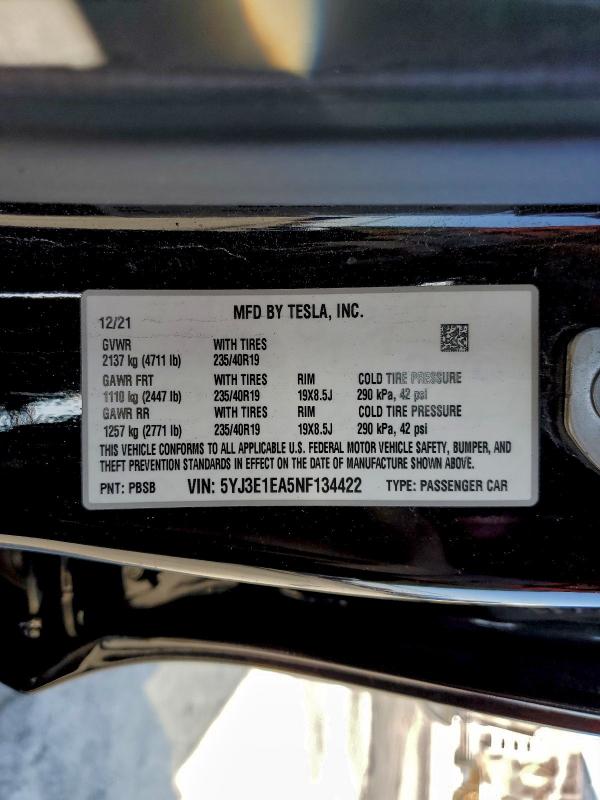 MFD BY TESLA, INC.
12/21
GVWR WITH TIRES
2137 kg (4711 lb) 235/40R19
GAWR FRT WITH TIRES RIM COLD TIRE PRESSURE
1110 kg (2447 lb) 235/40R19 19X8.5J 290 kPa, 42 psi
GAWR RR WITH TIRES RIM COLD TIRE PRESSURE
1257 kg (2771 lb) 235/40R19 19X8.5J 290 kPa, 42 psi
THIS VEHICLE CONFORMS TO ALL APPLICABLE U.S. FEDERAL MOTOR VEHICLE SAFETY, BUMPER, AND
THEFT PREVENTION STANDARDS IN EFFECT ON THE DATE OF MANUFACTURE SHOWN ABOVE.
PNT: PBSB VIN: 5YJ3E1EA5NF134422 TYPE: PASSENGER CAR